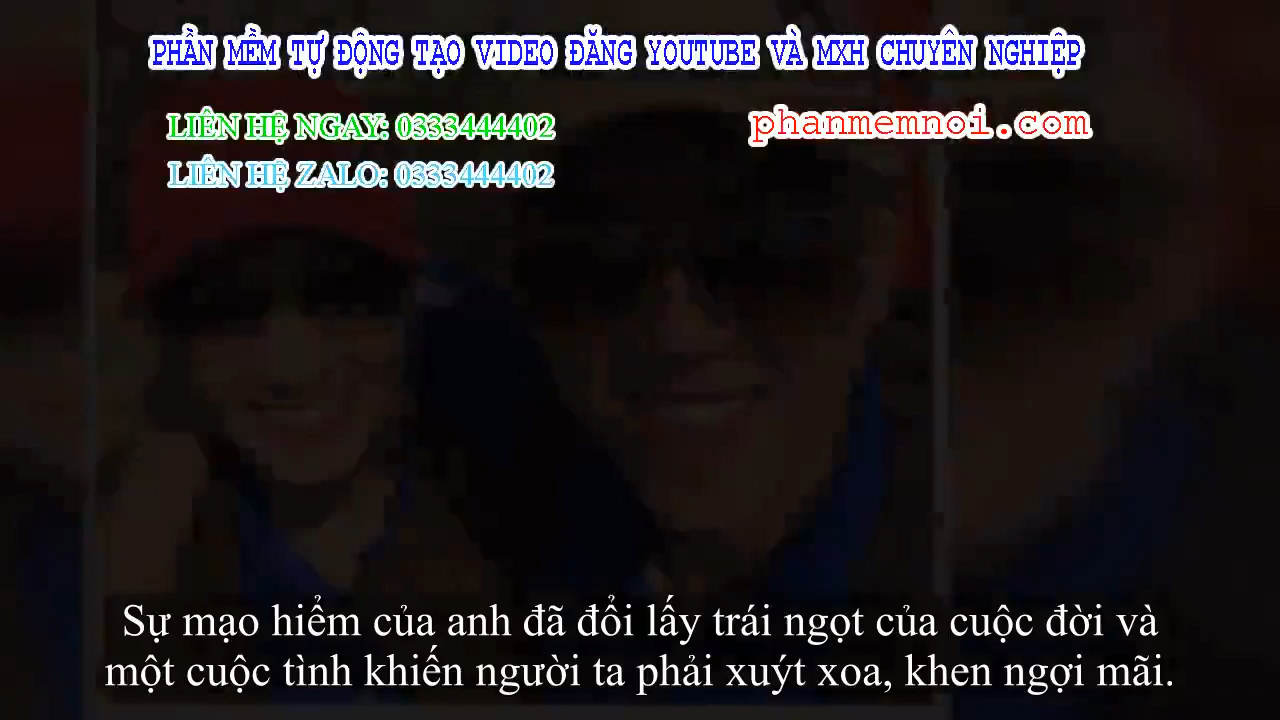 PHẦN MỀM TỰ ĐỘNG TẠO VIDEO ĐĂNG YOUTUBE VÀ MXH CHUYÊN NGHIỆP
LIÊN HỆ NGAY: 0333444402
phanmemnoi.com
LIÊN HỆ ZALO: 0333444402
Sự mạo hiểm của anh đã đổi lấy trái ngọt của cuộc đời và
một cuộc tình khiến người ta phải xuýt xoa, khen ngợi mãi.